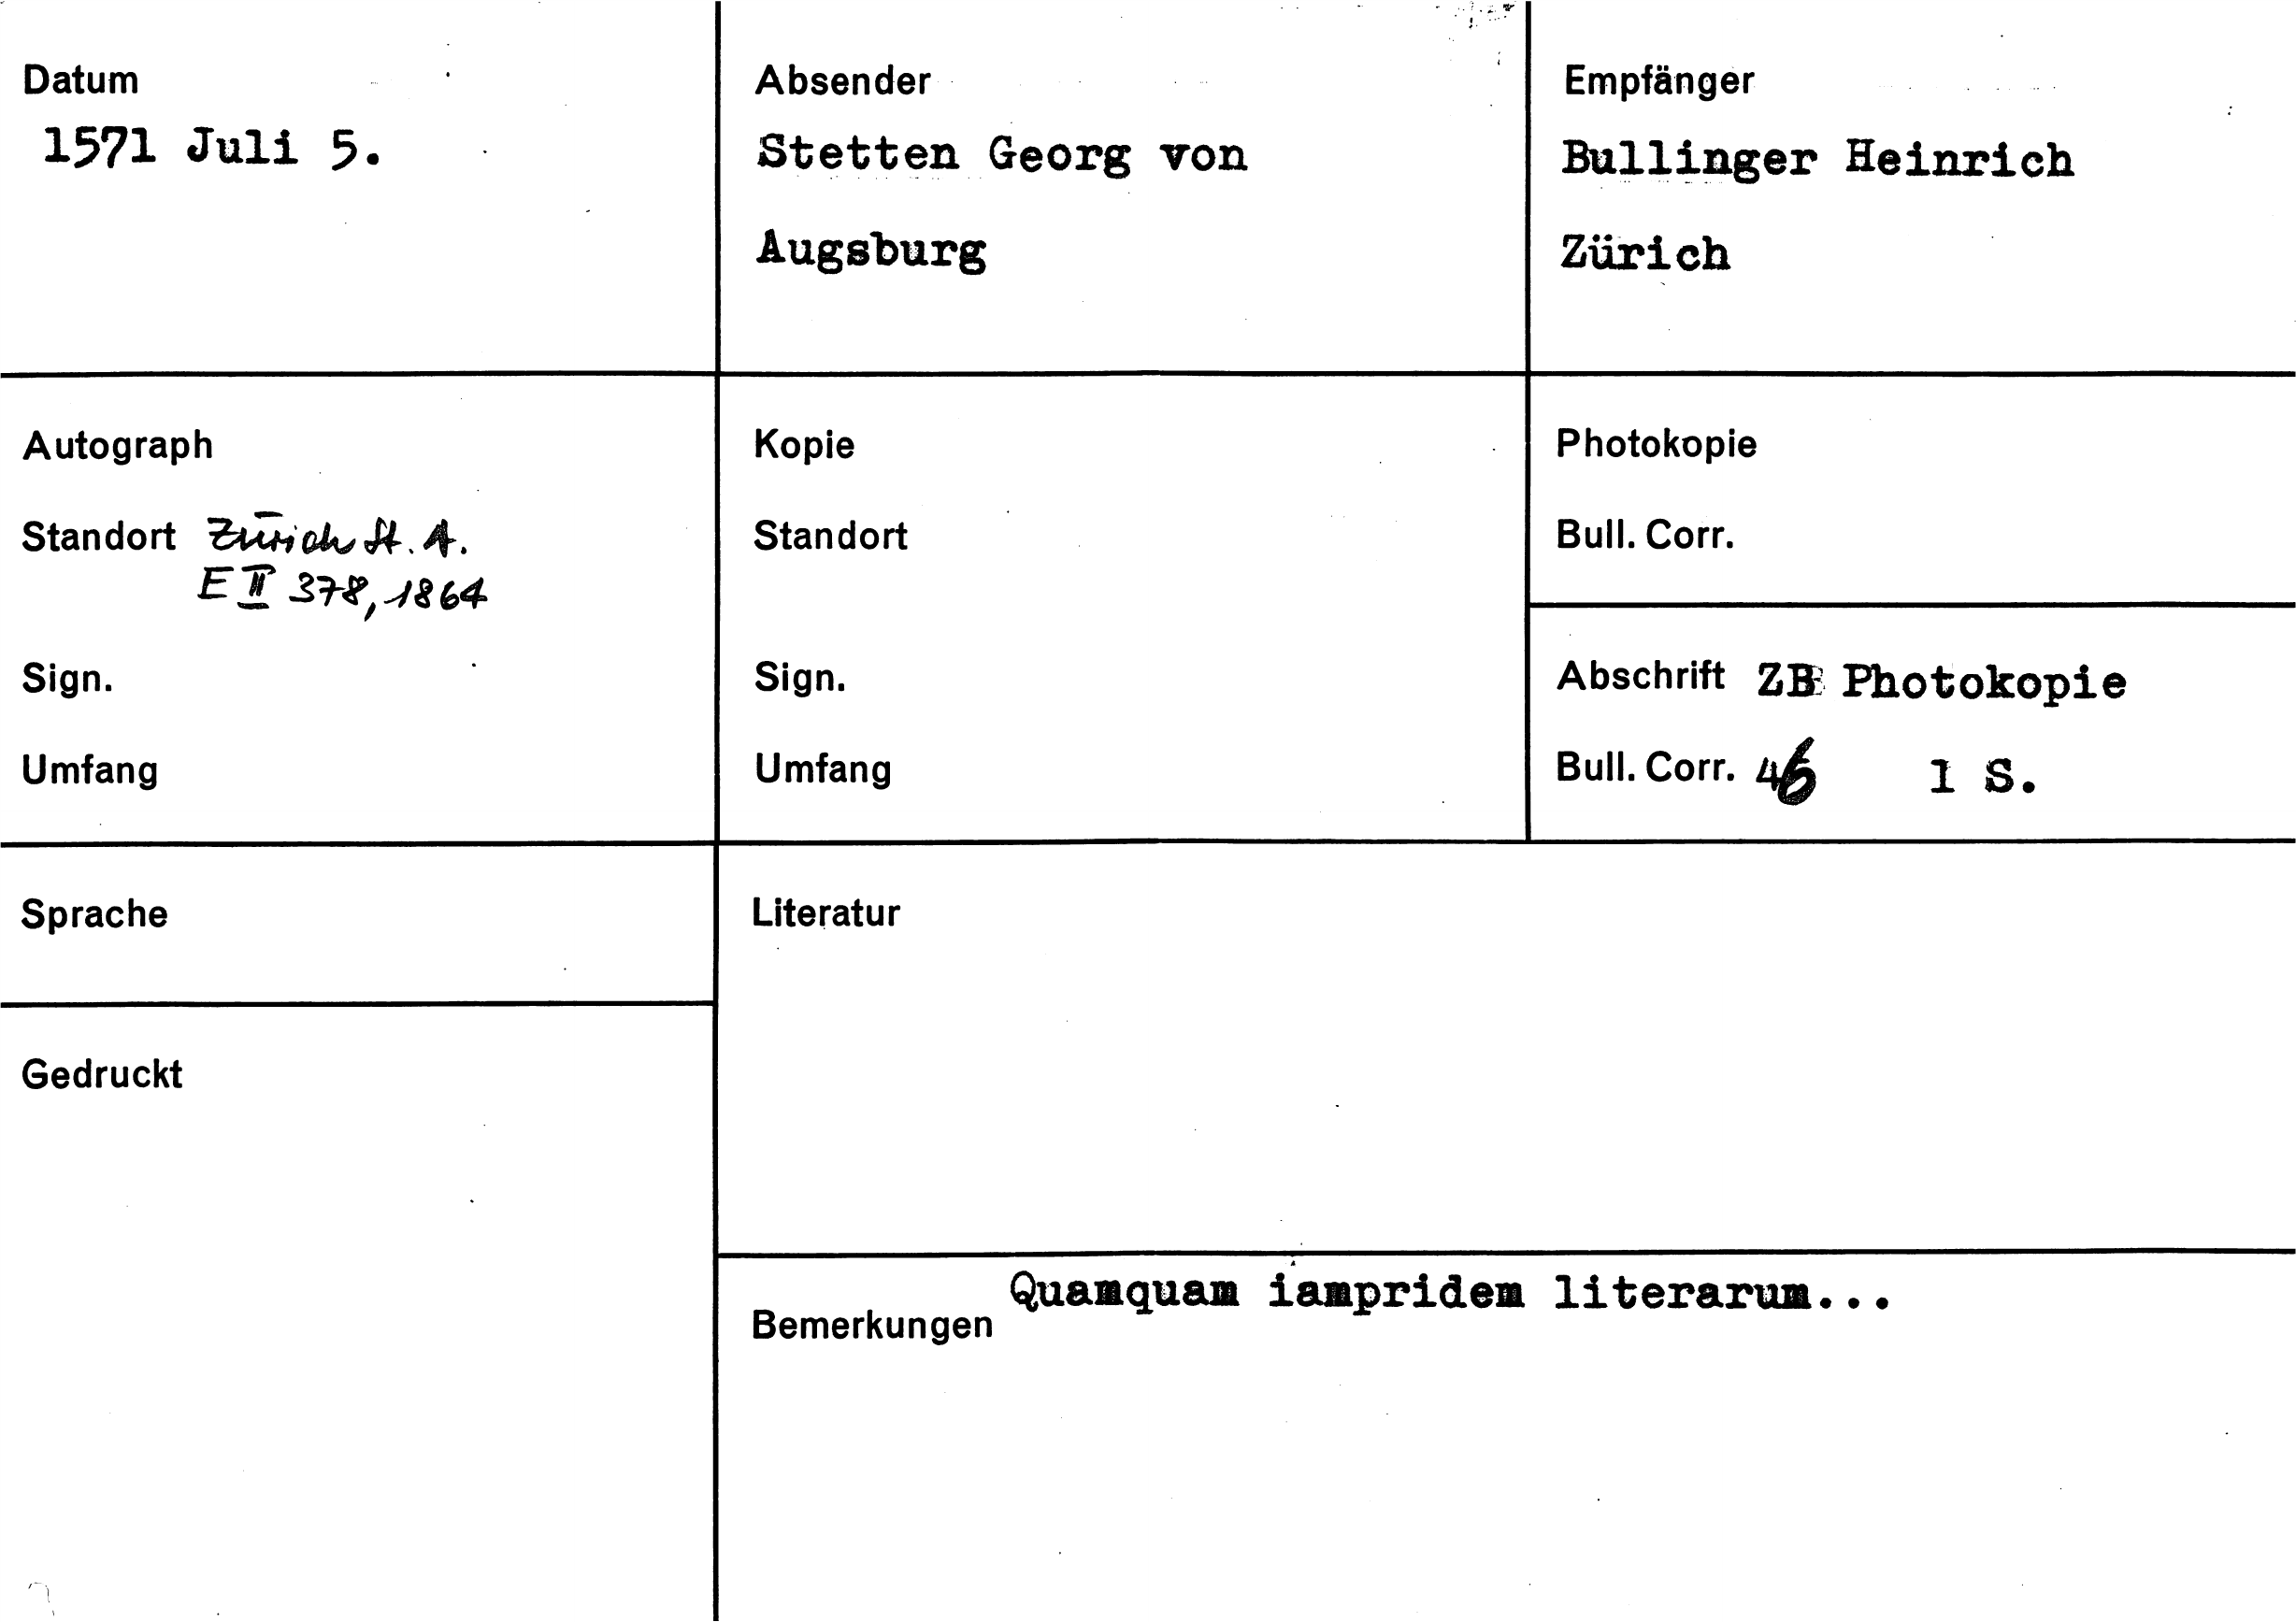 Datum
1571 Juli 5.
Absender
Stetten Georg von
Augsburg
Empfänger
Bullinger Heinrich
Zürich
Autograph
Standort Zürich St. A.
E II 378, 1864
Sign.
Umfang
Kopie
Standort
Sign.
Umfang
Photokopie
Bull. Corr.
Abschrift ZB Photokopie
Bull. Corr. 46 1 S.
Sprache
Gedruckt
Literatur
Quamquam iampridem literarum...
Bemerkungen